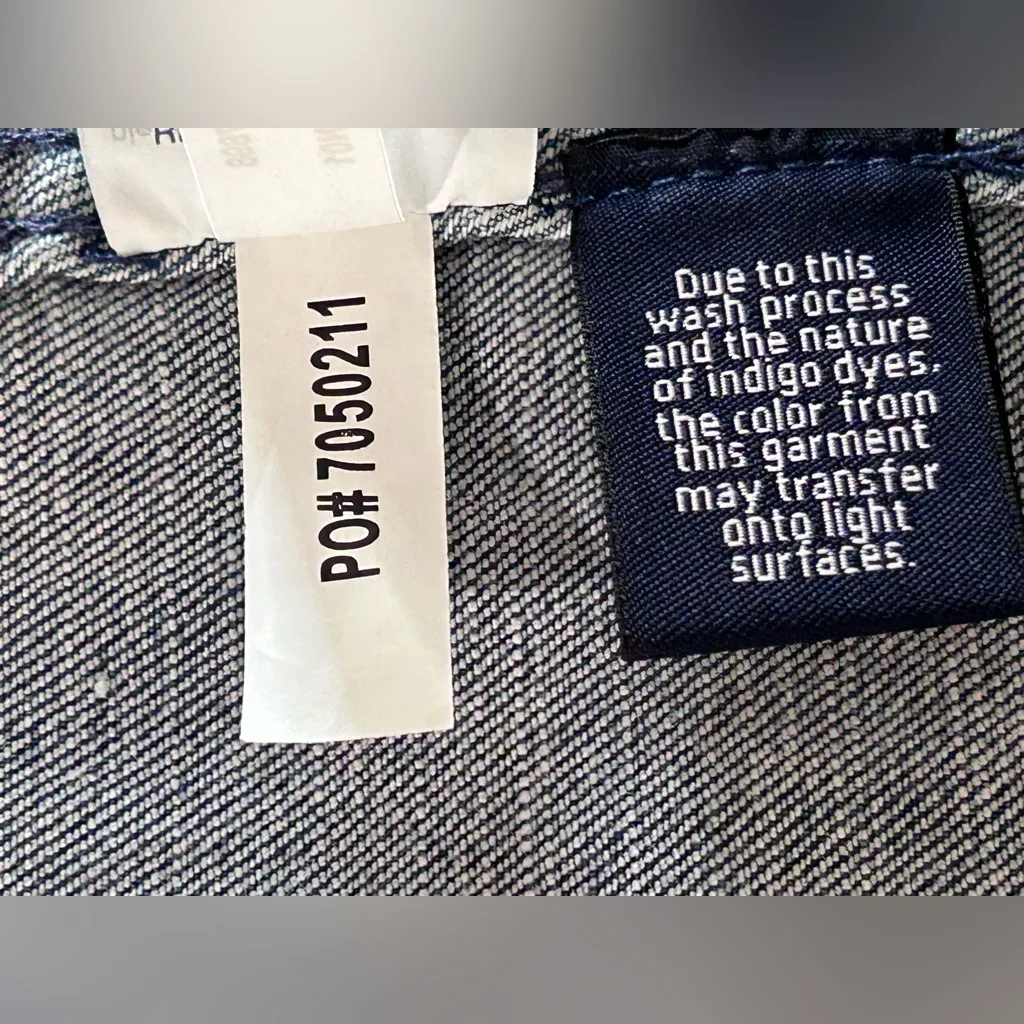 PO# 7050211
Due to this
wash process
and the nature
of indigo dyes,
the color from
this garment
may transfer
onto light
surfaces.